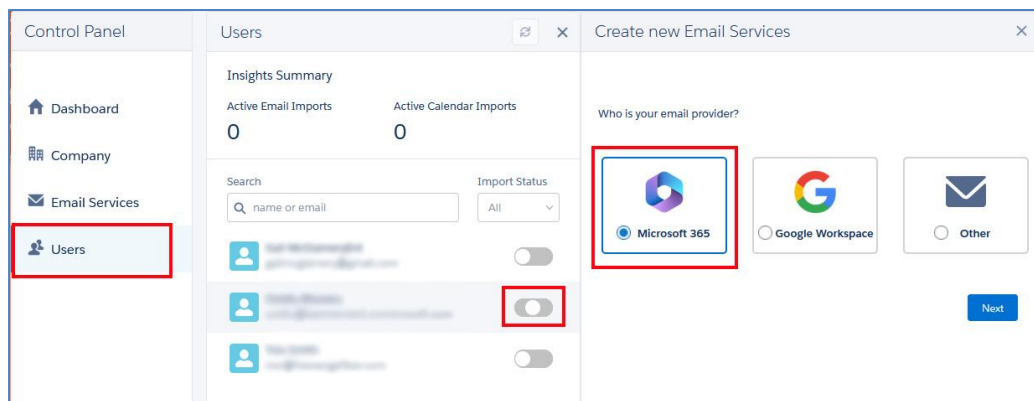 Control Panel
Dashboard
Company
Email Services
Users
Users
Insights Summary
Active Email Imports
Active Calendar Imports
0
0
Search
Import Status
name or email
All
Create new Email Services
Who is your email provider?
Microsoft 365
Google Workspace
Other
Next